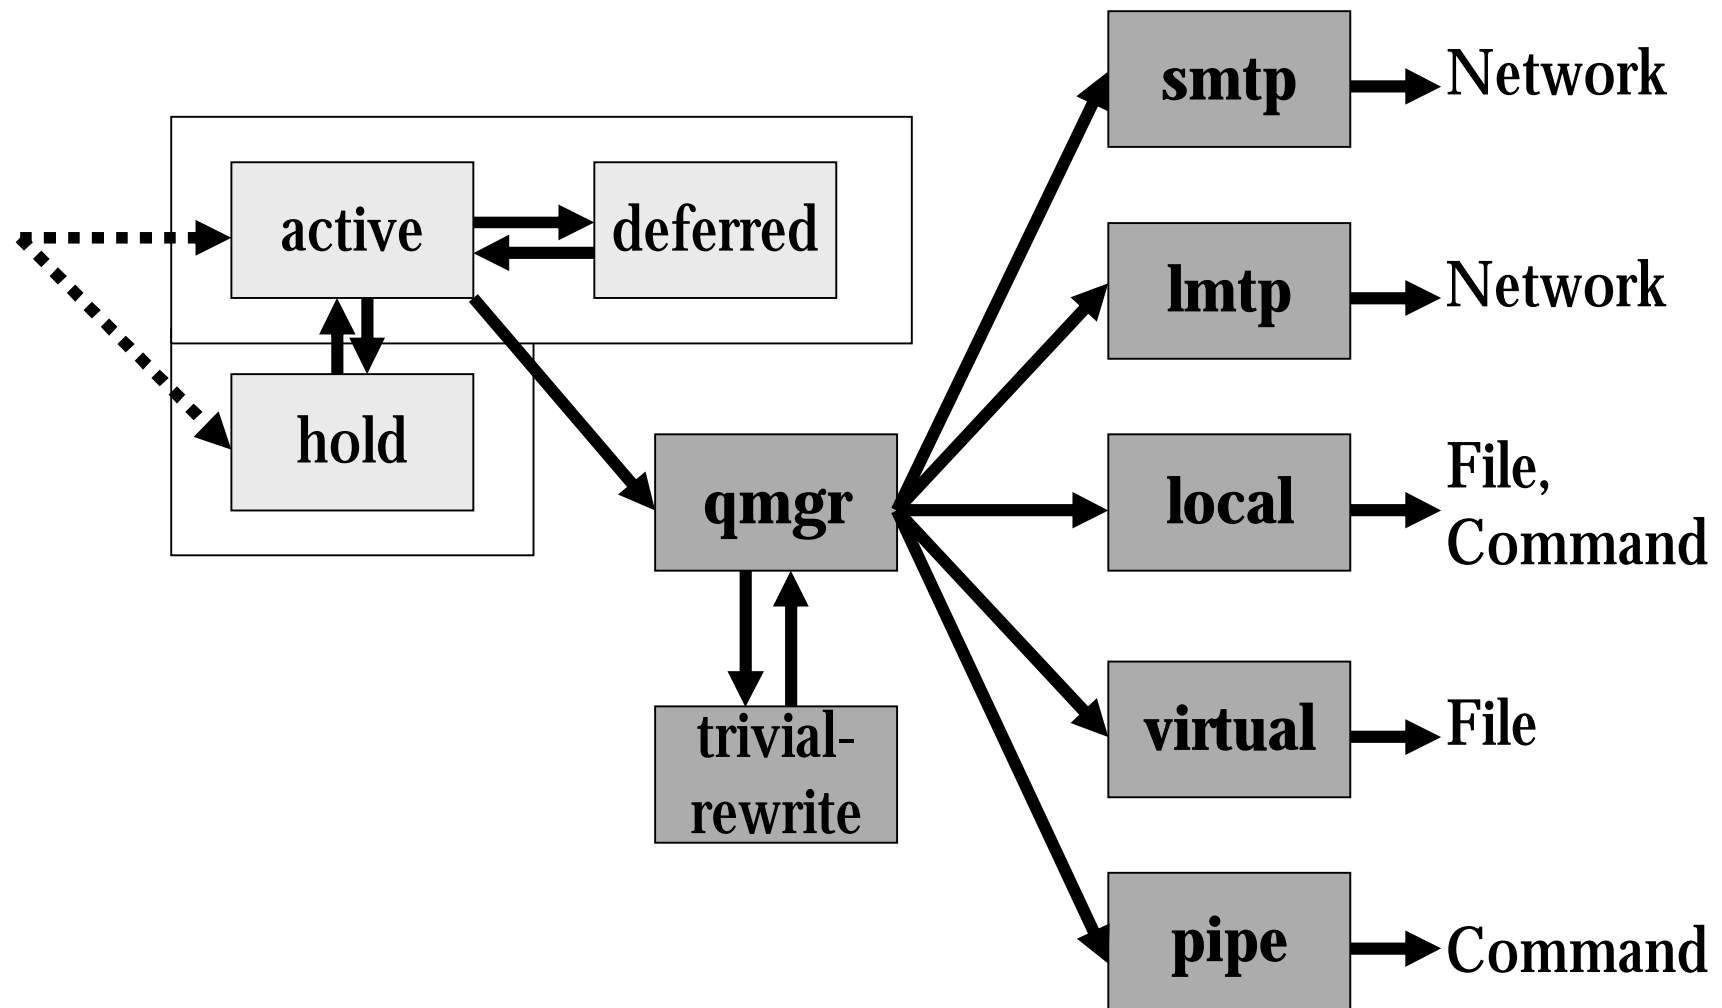 smtp
Network
active
deferred
lmtp
Network
hold
qmgr
local
File,
Command
trivial-
rewrite
virtual
File
pipe
Command